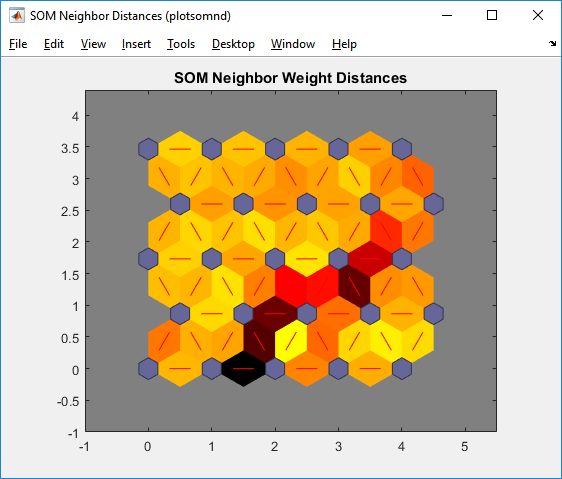 SOM Neighbor Distances (plotsomnd)
File Edit View Insert Tools Desktop Window Help
SOM Neighbor Weight Distances
4
3.5
3
2.5
2
1.5
1
0.5
0
-0.5
-1
-1 0 1 2 3 4 5